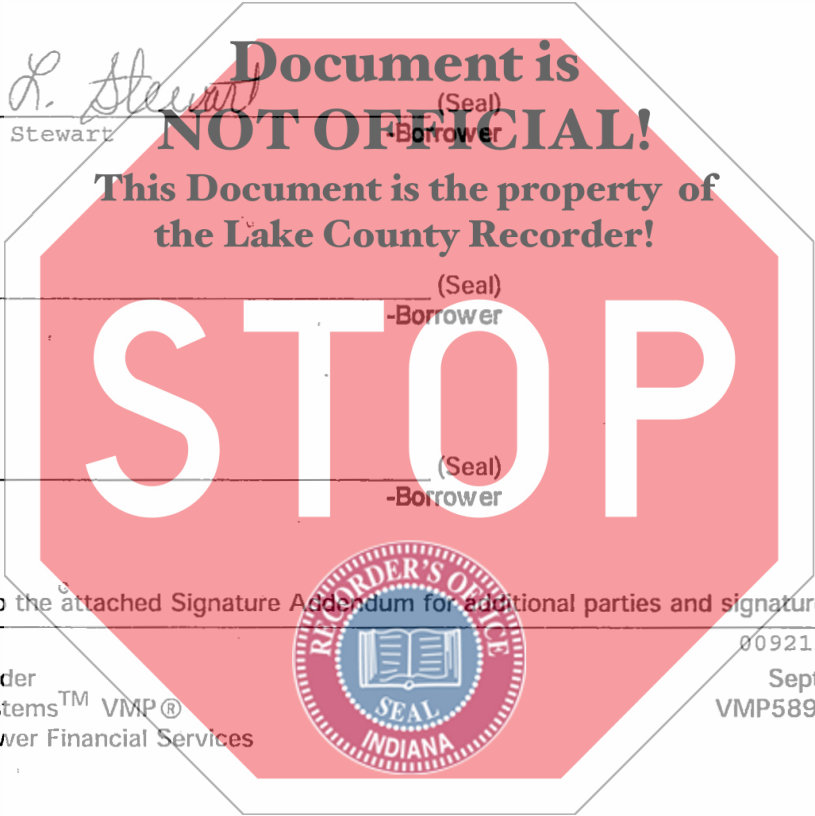 L. Stewart
Document is
(Seal)
Stewart
NOT OFFICIAL!
-Borrower
This Document is the property of
the Lake County Recorder!
(Seal)
-Borrower
STOP
(Seal)
-Borrower
the attached Signature Addendum for additional parties and signatur
00921
der
Sept
tems™ VMP®
VMP589
wer Financial Services
RECORDER'S OFFICE
SEAL
INDIANA